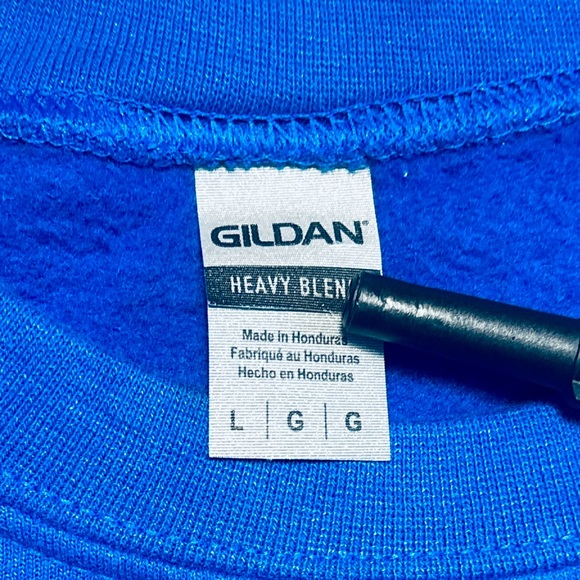 GILDAN®
HEAVY BLEN
Made in Honduras
Fabriqué au Honduras
Hecho en Honduras
L | G | G